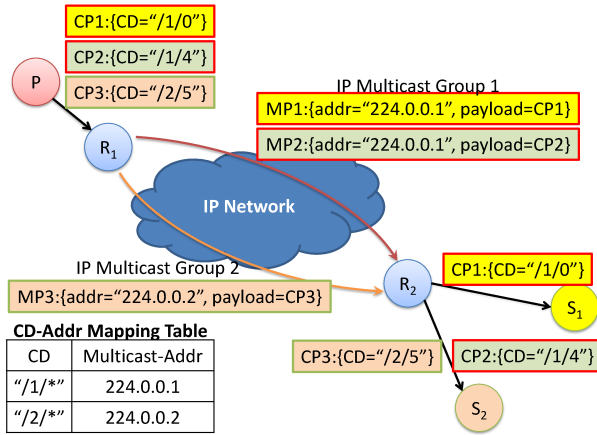 CP1:{CD=“/1/0”}
CP2:{CD=“/1/4”}
CP3:{CD=“/2/5”}
P
R1
IP Multicast Group 1
MP1:{addr=“224.0.0.1”, payload=CP1}
MP2:{addr=“224.0.0.1”, payload=CP2}
IP Network
IP Multicast Group 2
MP3:{addr=“224.0.0.2”, payload=CP3}
R2
CP1:{CD=“/1/0”}
S1
CP3:{CD=“/2/5”}
CP2:{CD=“/1/4”}
S2
CD-Addr Mapping Table
CD Multicast-Addr
“/1/*” 224.0.0.1
“/2/*” 224.0.0.2